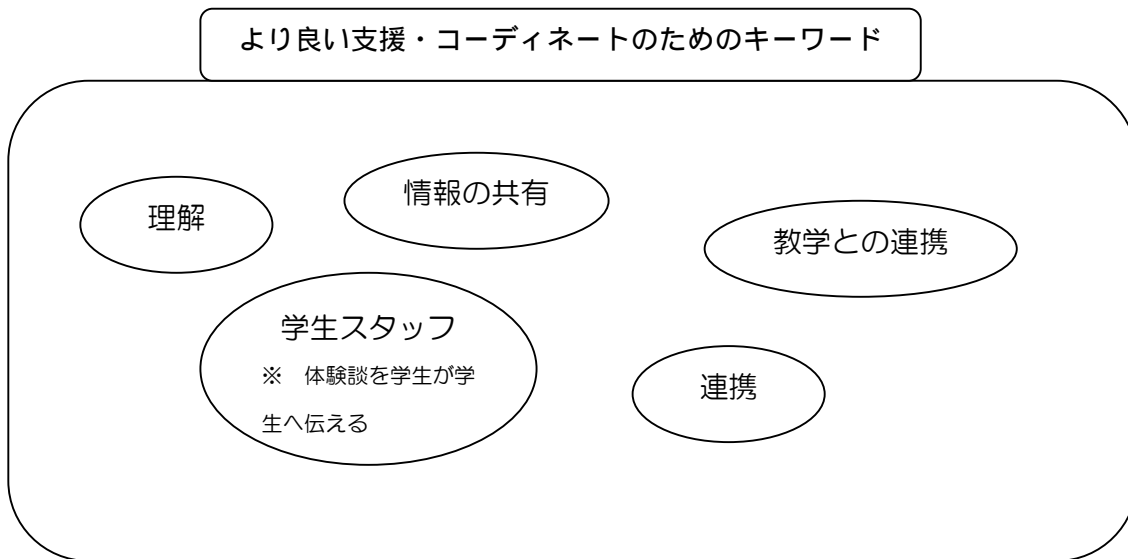 より良い支援・コーディネートのためのキーワード
情報の共有
理解
教学との連携
学生スタッフ
※　体験談を学生が学
生へ伝える
連携